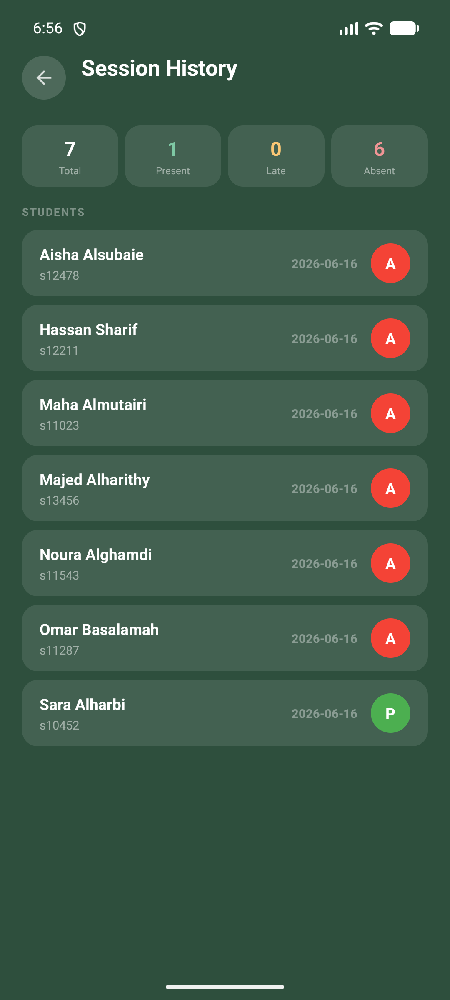 6:56
Session History
7
Total
1
Present
0
Late
6
Absent
STUDENTS
Aisha Alsubaie
s12478
2026-06-16
A
Hassan Sharif
s12211
2026-06-16
A
Maha Almutairi
s11023
2026-06-16
A
Majed Alharithy
s13456
2026-06-16
A
Noura Alghamdi
s11543
2026-06-16
A
Omar Basalamah
s11287
2026-06-16
A
Sara Alharbi
s10452
2026-06-16
P